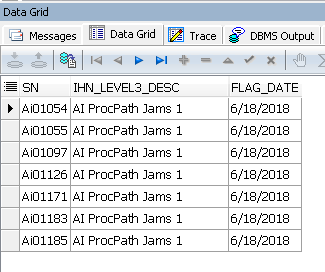 Data Grid
Messages Data Grid Trace DBMS Output
SN IHN_LEVEL3_DESC FLAG_DATE
Ai01054 AI ProcPath Jams 1 6/18/2018
Ai01055 AI ProcPath Jams 1 6/18/2018
Ai01097 AI ProcPath Jams 1 6/18/2018
Ai01126 AI ProcPath Jams 1 6/18/2018
Ai01171 AI ProcPath Jams 1 6/18/2018
Ai01183 AI ProcPath Jams 1 6/18/2018
Ai01185 AI ProcPath Jams 1 6/18/2018